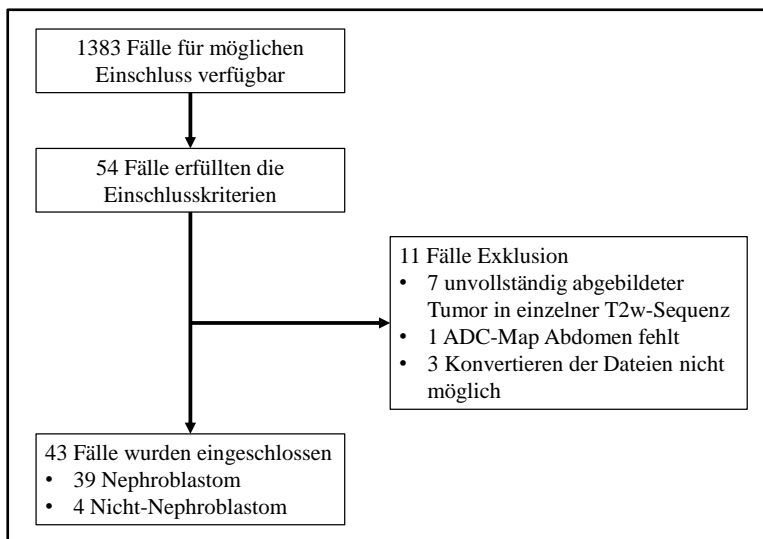 1383 Fälle für möglichen
Einschluss verfügbar
54 Fälle erfüllten die
Einschlusskriterien
11 Fälle Exklusion
• 7 unvollständig abgebildeter
Tumor in einzelner T2w-Sequenz
• 1 ADC-Map Abdomen fehlt
• 3 Konvertieren der Dateien nicht
möglich
43 Fälle wurden eingeschlossen
• 39 Nephroblastom
• 4 Nicht-Nephroblastom